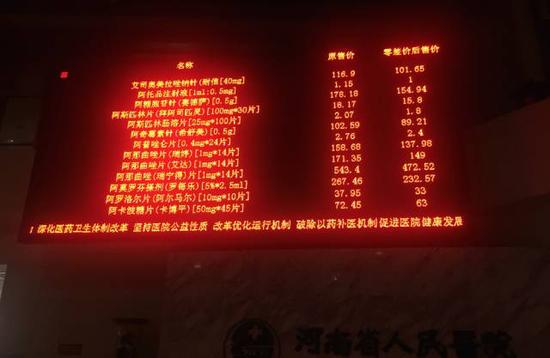 名称 原售价 零差价后售价
艾司奥美拉唑钠针(耐信)[40mg] 116.9 101.65
阿托品注射液[1ml:0.5mg] 1.15 1
阿糖胞苷针(赛德萨)[0.5g] 178.18 154.94
阿斯匹林片(拜阿司匹灵)[100mg*30片] 18.17 15.8
阿斯匹林肠溶片[25mg*100片] 2.07 1.8
阿奇霉素针(希舒美)[0.5g] 102.59 89.21
阿普唑仑片[0.4mg*24片] 2.76 2.4
阿那曲唑片(瑞婷)[1mg*14片] 158.68 137.98
阿那曲唑片(艾达)[1mg*14片] 171.35 149
阿那曲唑片(瑞宁得)[1mg*14片] 543.4 472.52
阿莫罗芬搽剂(罗每乐)[5%*2.5ml] 267.46 232.57
阿罗洛尔片(阿尔马尔)[10mg*10片] 37.95 33
阿卡波糖片(卡博平)[50mg*45片] 72.45 63
深化医药卫生体制改革 坚持医院公益性质 改革优化运行机制 破除以药补医机制促进医院健康发展
河南省人民医院